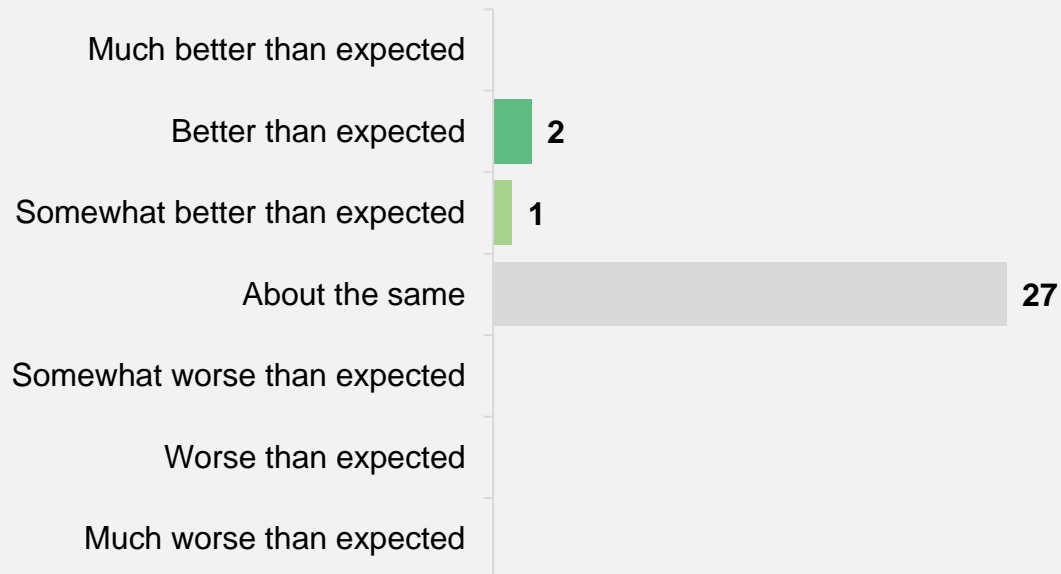 Much better than expected
Better than expected 2
Somewhat better than expected 1
About the same 27
Somewhat worse than expected
Worse than expected
Much worse than expected